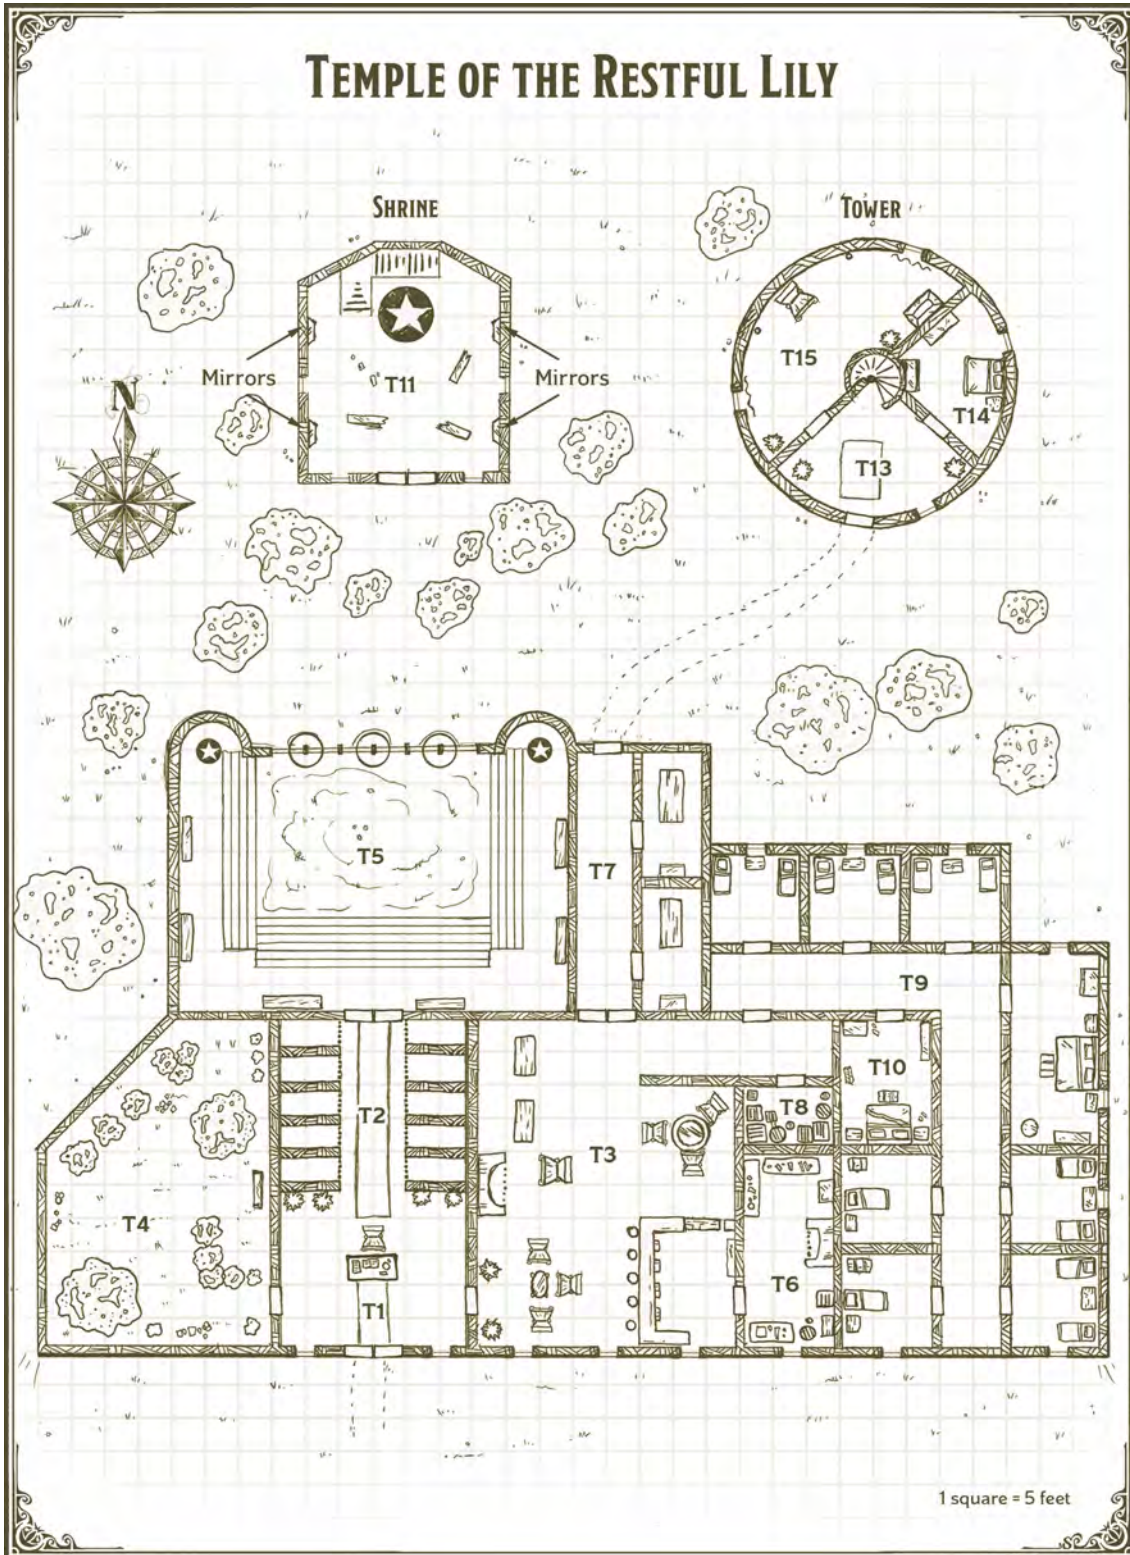 TEMPLE OF THE RESTFUL LILY
SHRINE
TOWER
Mirrors
T11
Mirrors
T15
T14
T13
N
T5
T7
T9
T2
T10
T8
T3
T4
T6
T1
1 square = 5 feet